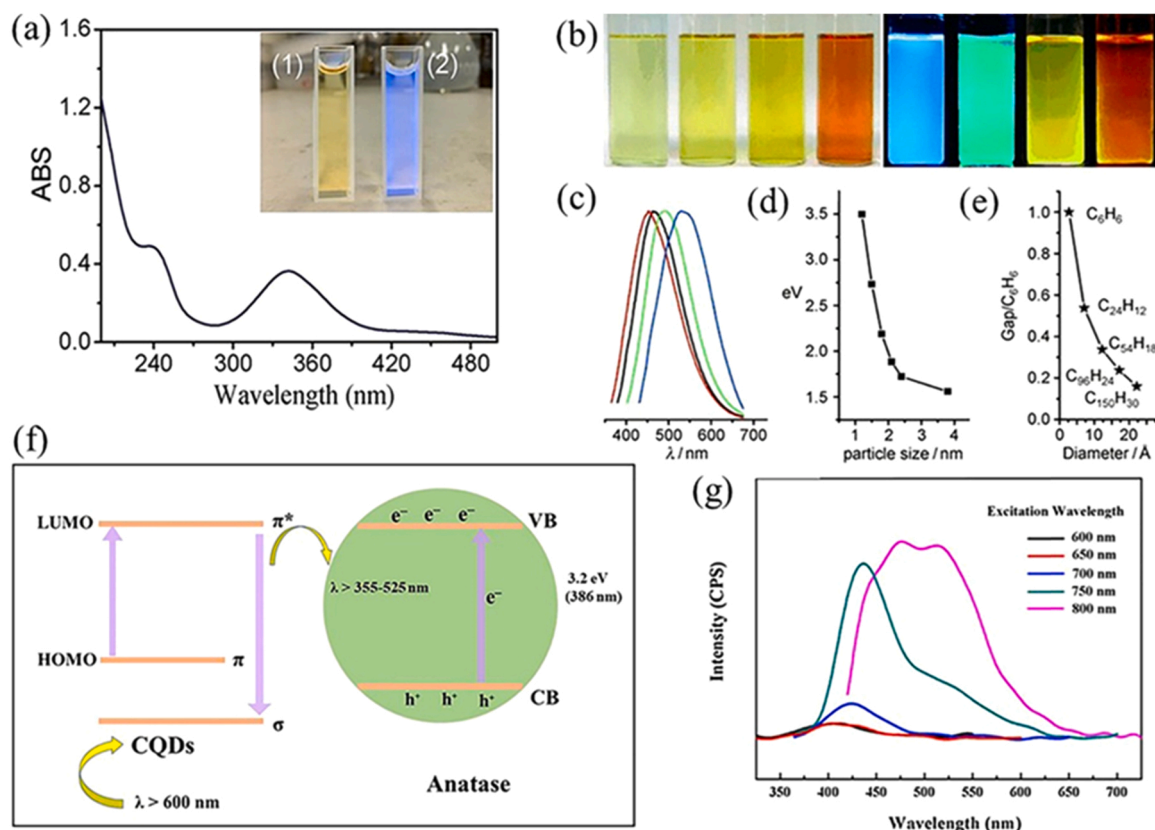 (a)
1.6
1.2
0.8
0.4
0.0
ABS
240 300 360 420 480
Wavelength (nm)
(1) (2)
(b)
(c)
400 500 600 700
λ / nm
(d)
3.5
3.0
eV
2.5
2.0
1.5
1 2 3 4
particle size / nm
(e)
1.0
0.8
0.6
0.4
0.2
0.0
Gap/C₆H₆
C₆H₆
C₂₄H₁₂
C₅₄H₁₈
C₉₆H₂₄
C₁₅₀H₃₀
0 10 20
Diameter / Å
(f)
LUMO π*
HOMO π
σ
CQDs
λ > 600 nm
e⁻ e⁻ e⁻ VB
λ > 355-525 nm
e⁻
3.2 eV
(386 nm)
h⁺ h⁺ h⁺ CB
Anatase
(g)
Intensity (CPS)
Excitation Wavelength
600 nm
650 nm
700 nm
750 nm
800 nm
350 400 450 500 550 600 650 700
Wavelength (nm)